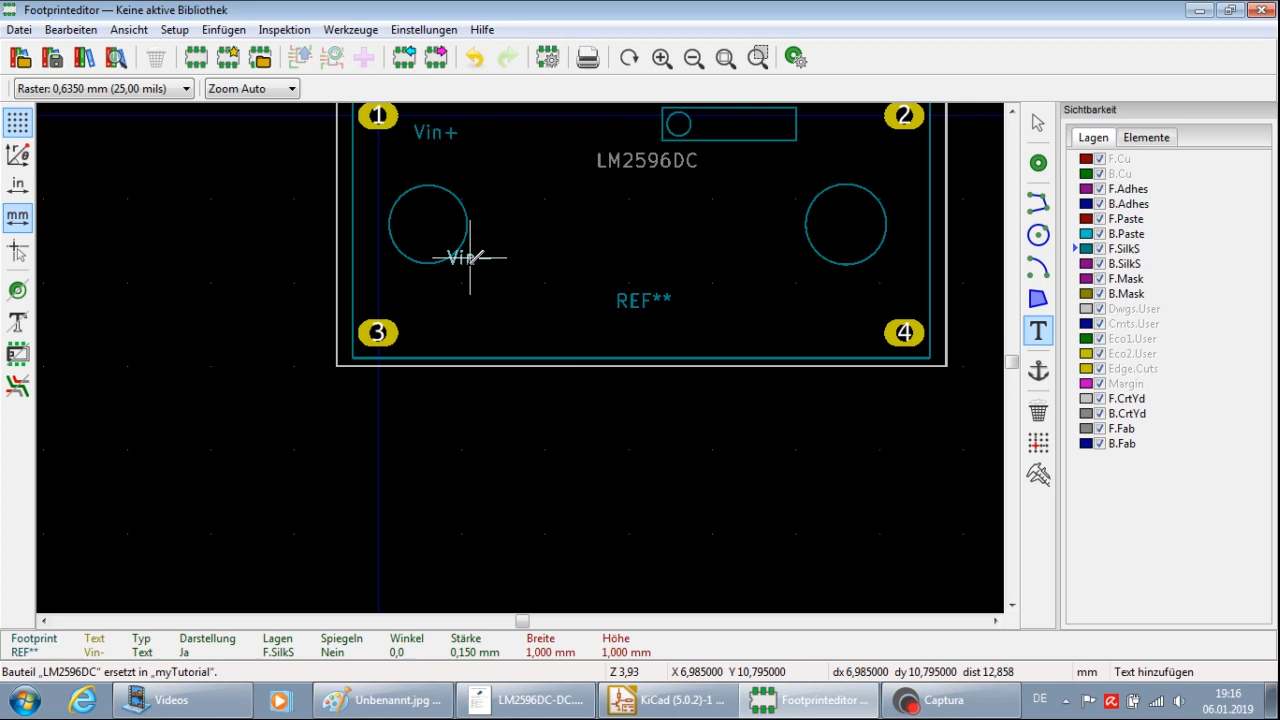 Footprinteditor — Keine aktive Bibliothek
Datei Bearbeiten Ansicht Setup Einfügen Inspektion Werkzeuge Einstellungen Hilfe
Raster: 0,6350 mm (25,00 mils) Zoom Auto
in
mm
1
2
Vin+
LM2596DC
Vin-
REF**
3
4
T
Sichtbarkeit
Lagen Elemente
F.Cu
B.Cu
F.Adhes
B.Adhes
F.Paste
B.Paste
F.SilkS
B.SilkS
F.Mask
B.Mask
Dwgs.User
Cmts.User
Eco1.User
Eco2.User
Edge.Cuts
Margin
F.CrtYd
B.CrtYd
F.Fab
B.Fab
Footprint Text Typ Darstellung Lagen Spiegeln Winkel Stärke Breite Höhe
REF** Vin- Text Ja F.SilkS Nein 0,0 0,150 mm 1,000 mm 1,000 mm
Bauteil „LM2596DC" ersetzt in „myTutorial". Z 3,93 X 6,985000 Y 10,795000 dx 6,985000 dy 10,795000 dist 12,858 mm Text hinzufügen
Videos Unbenannt.jpg ... LM2596DC-DC.... KiCad (5.0.2)-1 ... Footprinteditor ... Captura DE 19:16
06.01.2019